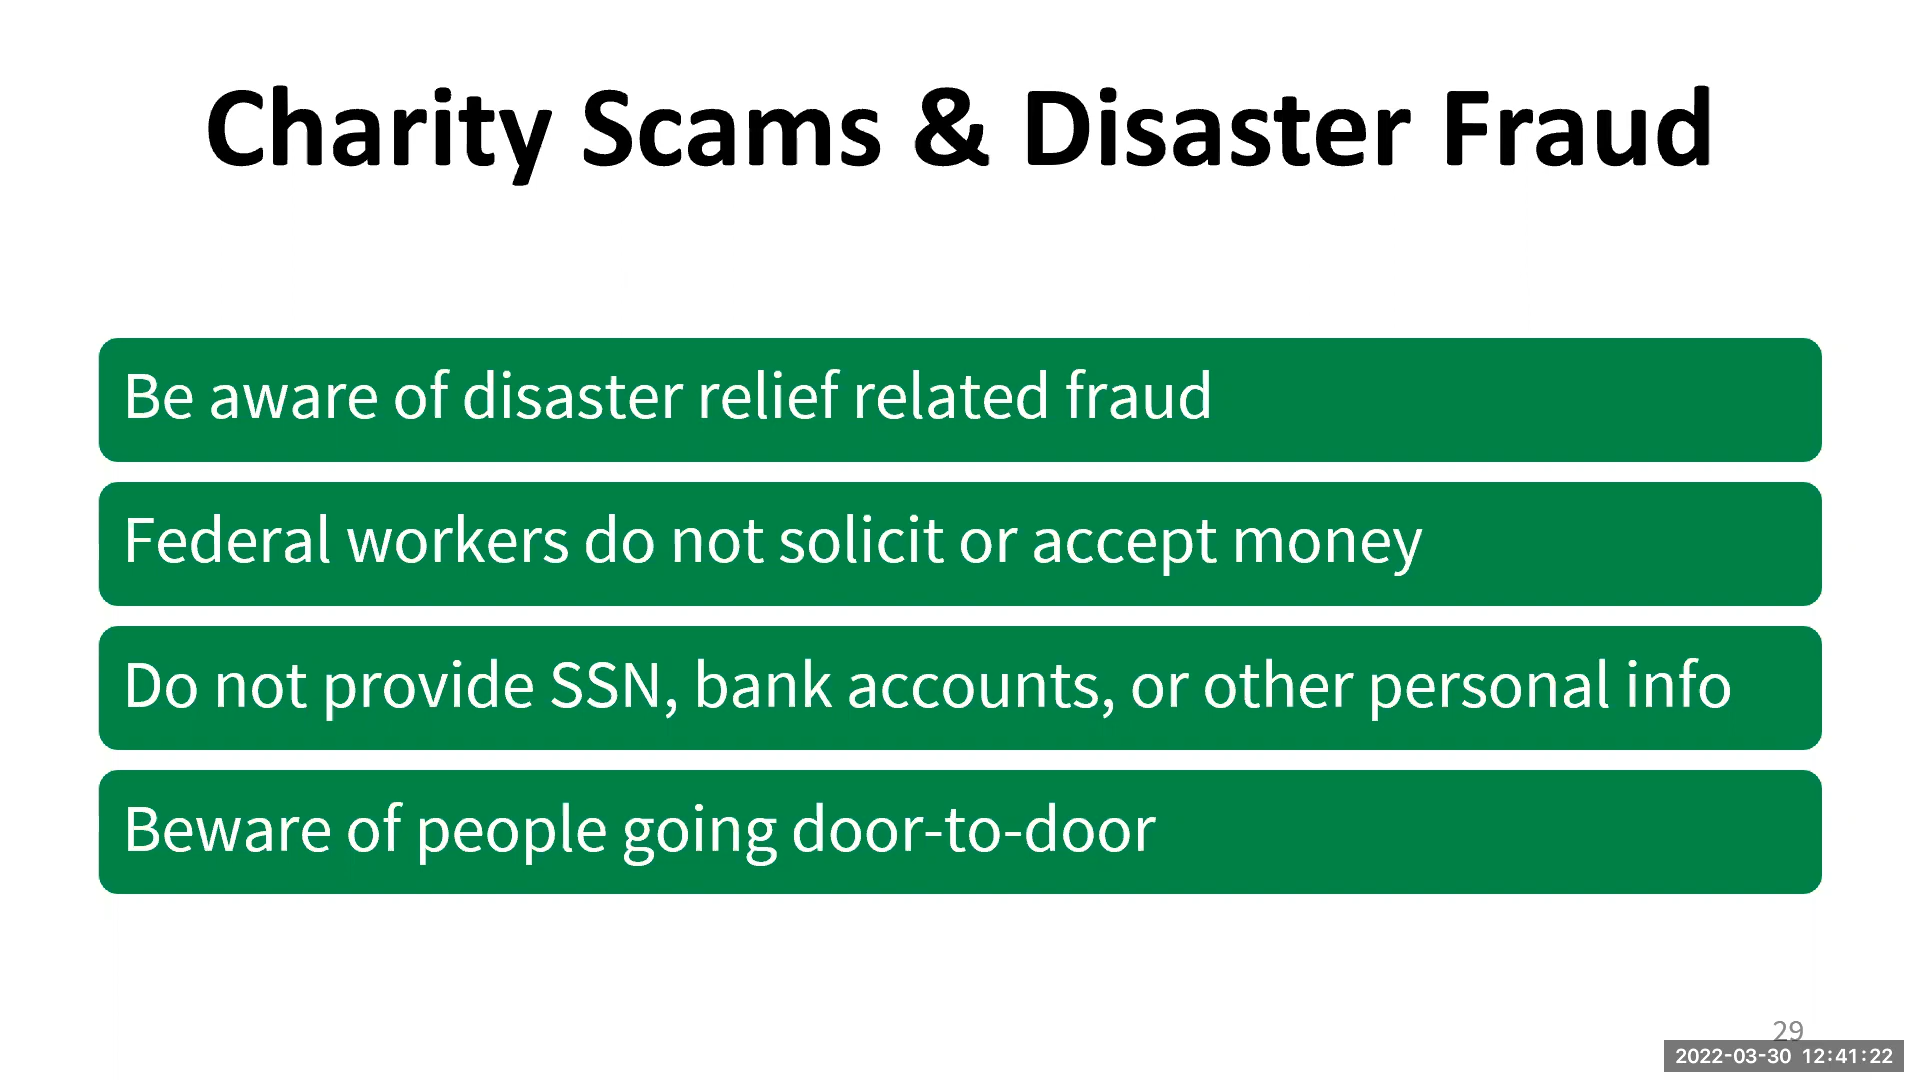 Charity Scams & Disaster Fraud
Be aware of disaster relief related fraud
Federal workers do not solicit or accept money
Do not provide SSN, bank accounts, or other personal info
Beware of people going door-to-door
29
2022-03-30 12:41:22